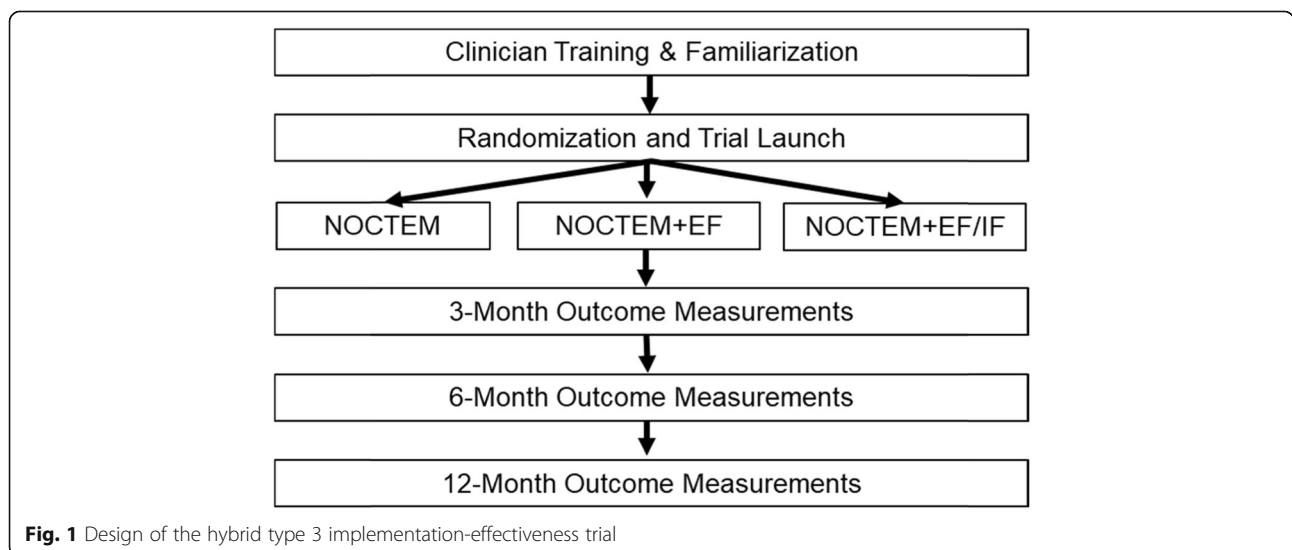 Clinician Training & Familiarization
Randomization and Trial Launch
NOCTEM
NOCTEM+EF
NOCTEM+EF/IF
3-Month Outcome Measurements
6-Month Outcome Measurements
12-Month Outcome Measurements
Fig. 1 Design of the hybrid type 3 implementation-effectiveness trial